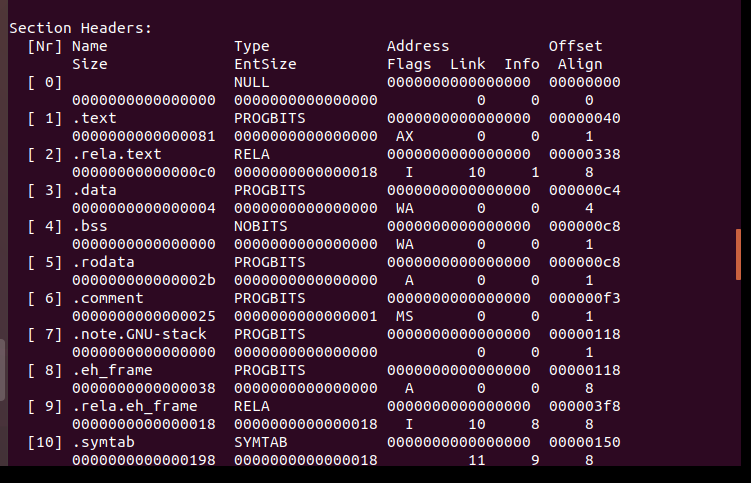 Section Headers:
[Nr] Name Type Address Offset
Size EntSize Flags Link Info Align
[ 0] NULL 0000000000000000 00000000
0000000000000000 0000000000000000 0 0 0
[ 1] .text PROGBITS 0000000000000000 00000040
0000000000000081 0000000000000000 AX 0 0 1
[ 2] .rela.text RELA 0000000000000000 00000338
00000000000000c0 0000000000000018 I 10 1 8
[ 3] .data PROGBITS 0000000000000000 000000c4
0000000000000004 0000000000000000 WA 0 0 4
[ 4] .bss NOBITS 0000000000000000 000000c8
0000000000000000 0000000000000000 WA 0 0 1
[ 5] .rodata PROGBITS 0000000000000000 000000c8
000000000000002b 0000000000000000 A 0 0 1
[ 6] .comment PROGBITS 0000000000000000 000000f3
0000000000000025 0000000000000001 MS 0 0 1
[ 7] .note.GNU-stack PROGBITS 0000000000000000 00000118
0000000000000000 0000000000000000 0 0 1
[ 8] .eh_frame PROGBITS 0000000000000000 00000118
0000000000000038 0000000000000000 A 0 0 8
[ 9] .rela.eh_frame RELA 0000000000000000 000003f8
0000000000000018 0000000000000018 I 10 8 8
[10] .symtab SYMTAB 0000000000000000 00000150
0000000000000198 0000000000000018 11 9 8